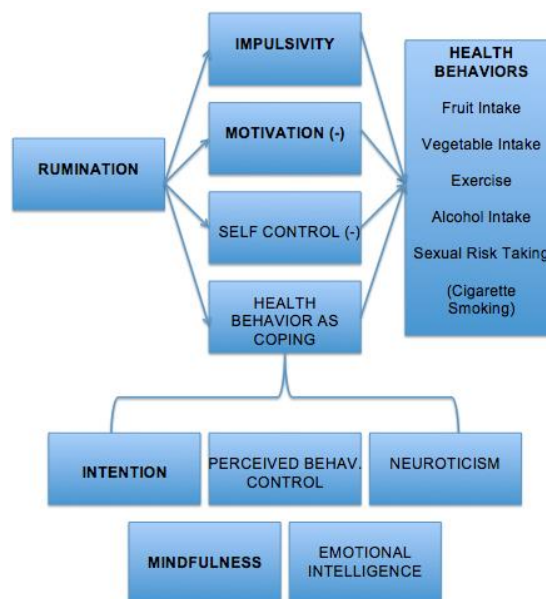 IMPULSIVITY
HEALTH
BEHAVIORS
Fruit Intake
Vegetable Intake
Exercise
Alcohol Intake
Sexual Risk Taking
(Cigarette
Smoking)
RUMINATION
MOTIVATION (-)
SELF CONTROL (-)
HEALTH
BEHAVIOR AS
COPING
INTENTION
PERCEIVED BEHAV.
CONTROL
NEUROTICISM
MINDFULNESS
EMOTIONAL
INTELLIGENCE